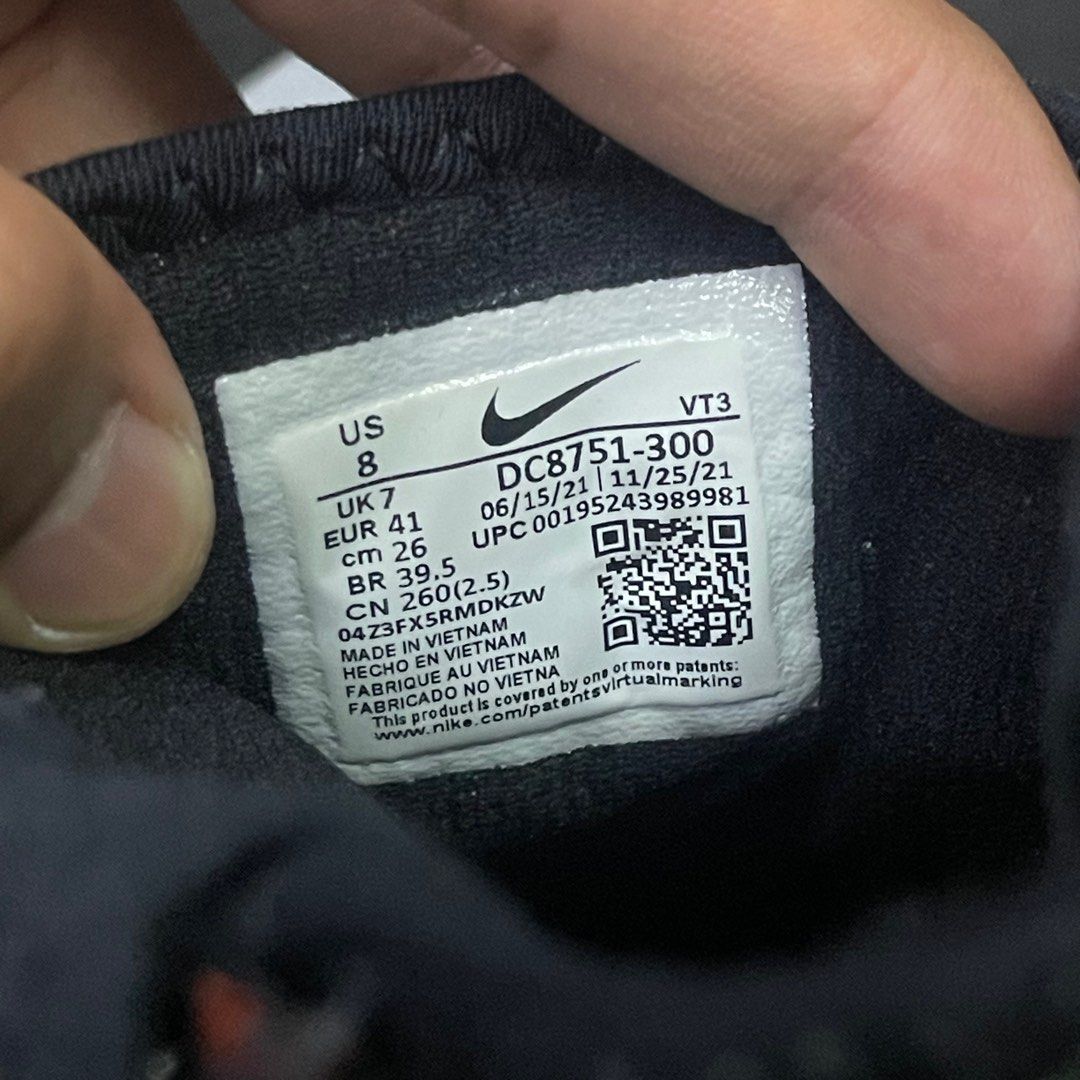 US
8
VT3
DC8751-300
06/15/21 | 11/25/21
UPC 00195243989981
UK 7
EUR 41
cm 26
BR 39.5
CN 260(2.5)
04Z3FX5RMDKZW
MADE IN VIETNAM
HECHO EN VIETNAM
FABRIQUE AU VIETNAM
FABRICADO NO VIETNA
This product is covered by one or more patents:
www.nike.com/patentsvirtualmarking